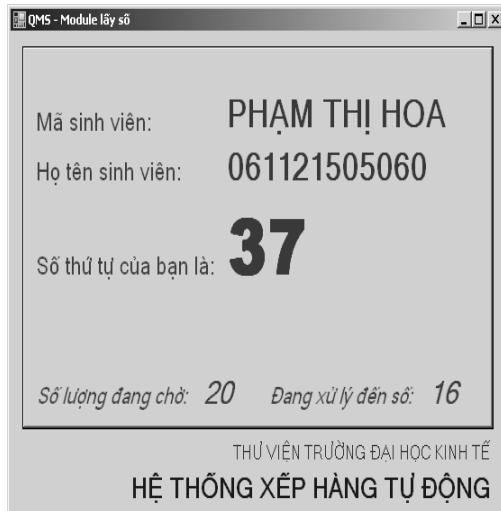 QMS - Module lấy số
Mã sinh viên: PHẠM THỊ HOA
Họ tên sinh viên: 061121505060
Số thứ tự của bạn là: 37
Số lượng đang chờ: 20 Đang xử lý đến số: 16
THƯ VIỆN TRƯỜNG ĐẠI HỌC KINH TẾ
HỆ THỐNG XẾP HÀNG TỰ ĐỘNG